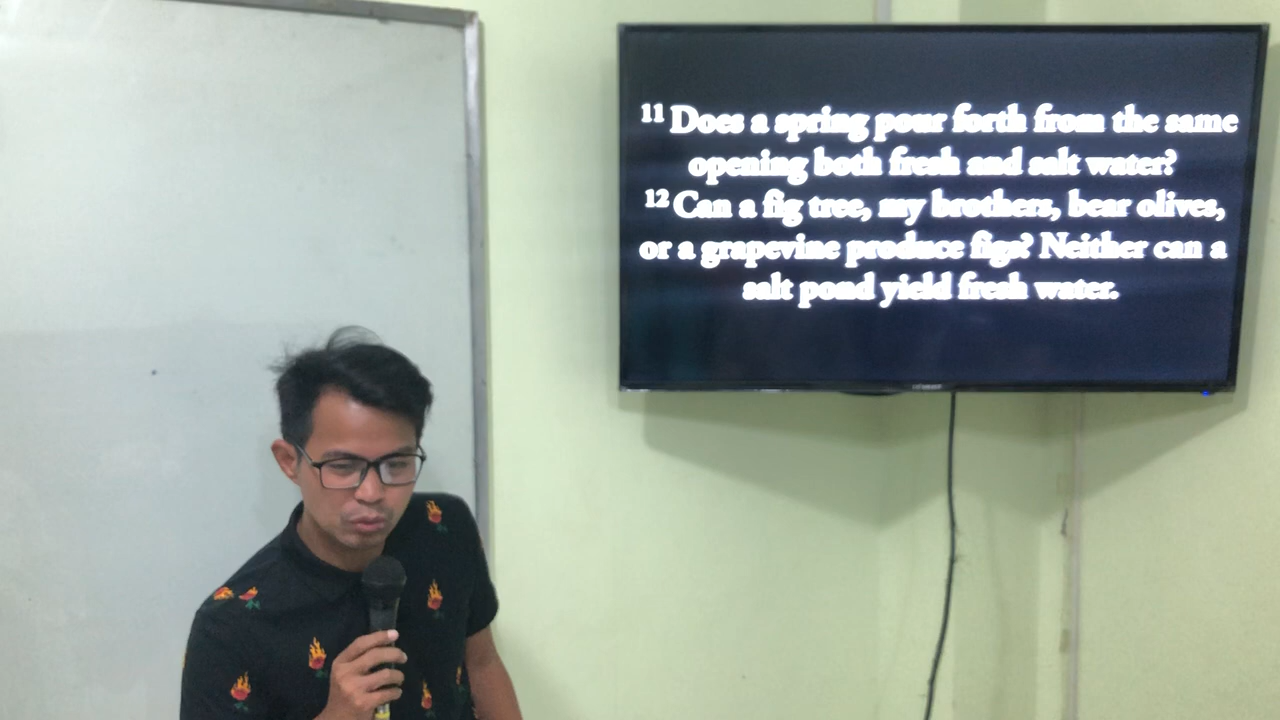 11 Does a spring pour forth from the same
opening both fresh and salt water?
12 Can a fig tree, my brothers, bear olives,
or a grapevine produce figs? Neither can a
salt pond yield fresh water.